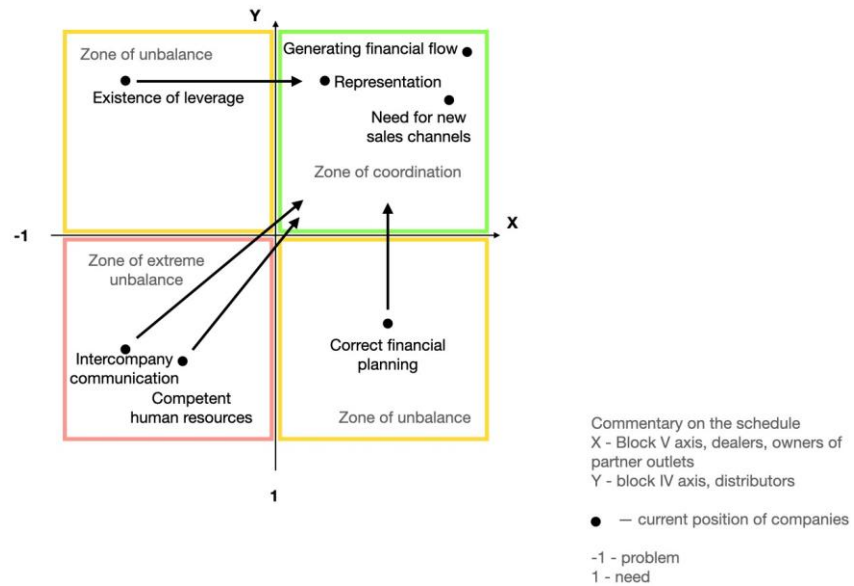 Y
Zone of unbalance
Generating financial flow
Existence of leverage
Representation
Need for new
sales channels
Zone of coordination
-1
X
Zone of extreme
unbalance
Intercompany
communication
Competent
human resources
Correct financial
planning
Zone of unbalance
1
Commentary on the schedule
X - Block V axis, dealers, owners of
partner outlets
Y - block IV axis, distributors
— current position of companies
-1 - problem
1 - need